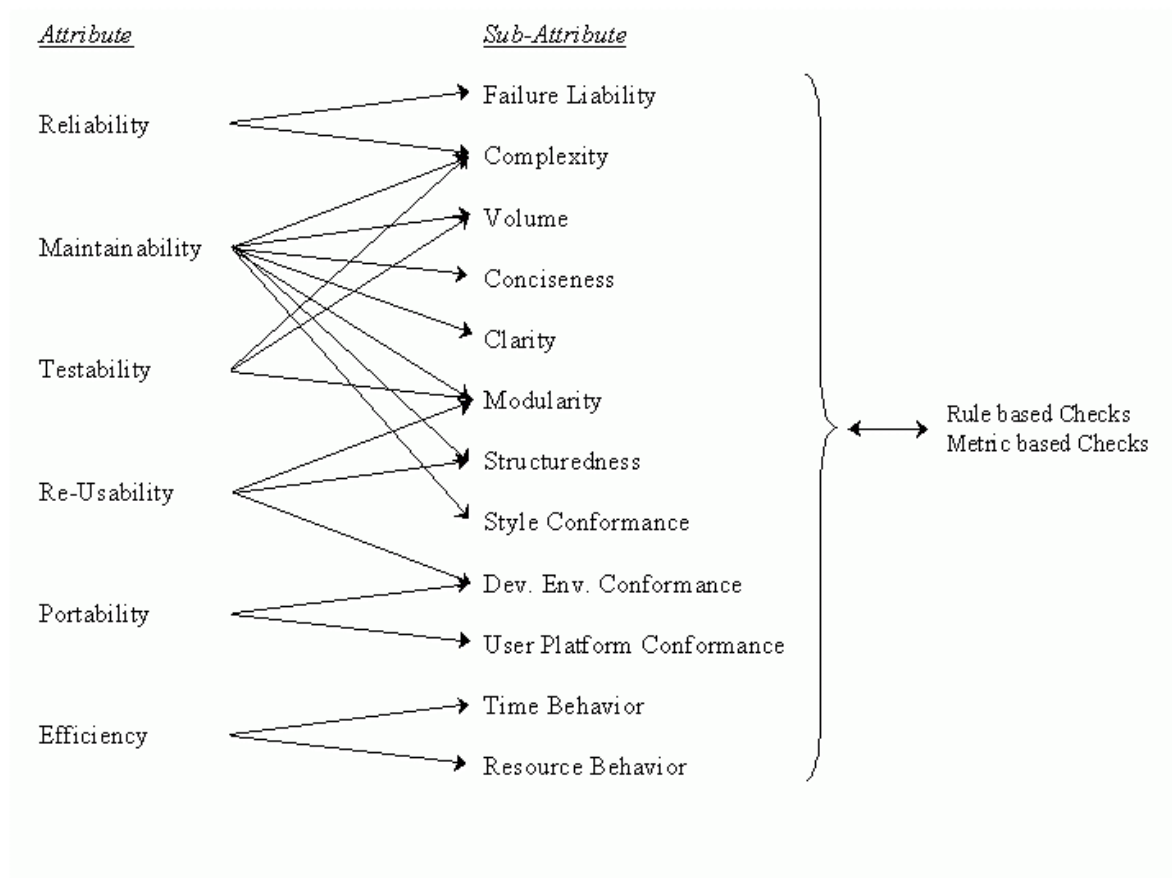 Attribute
Sub-Attribute
Failure Liability
Reliability
Complexity
Volume
Maintainability
Conciseness
Clarity
Testability
Modularity
Rule based Checks
Metric based Checks
Structuredness
Re-Usability
Style Conformance
Dev. Env. Conformance
Portability
User Platform Conformance
Time Behavior
Efficiency
Resource Behavior